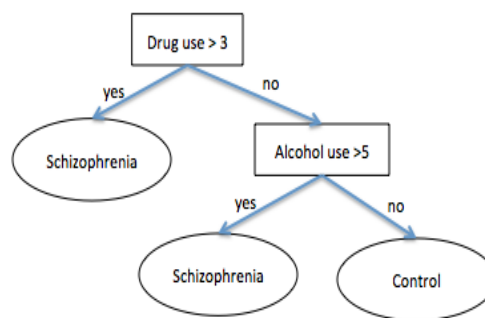 Drug use > 3
yes
no
Schizophrenia
Alcohol use >5
yes
no
Schizophrenia
Control